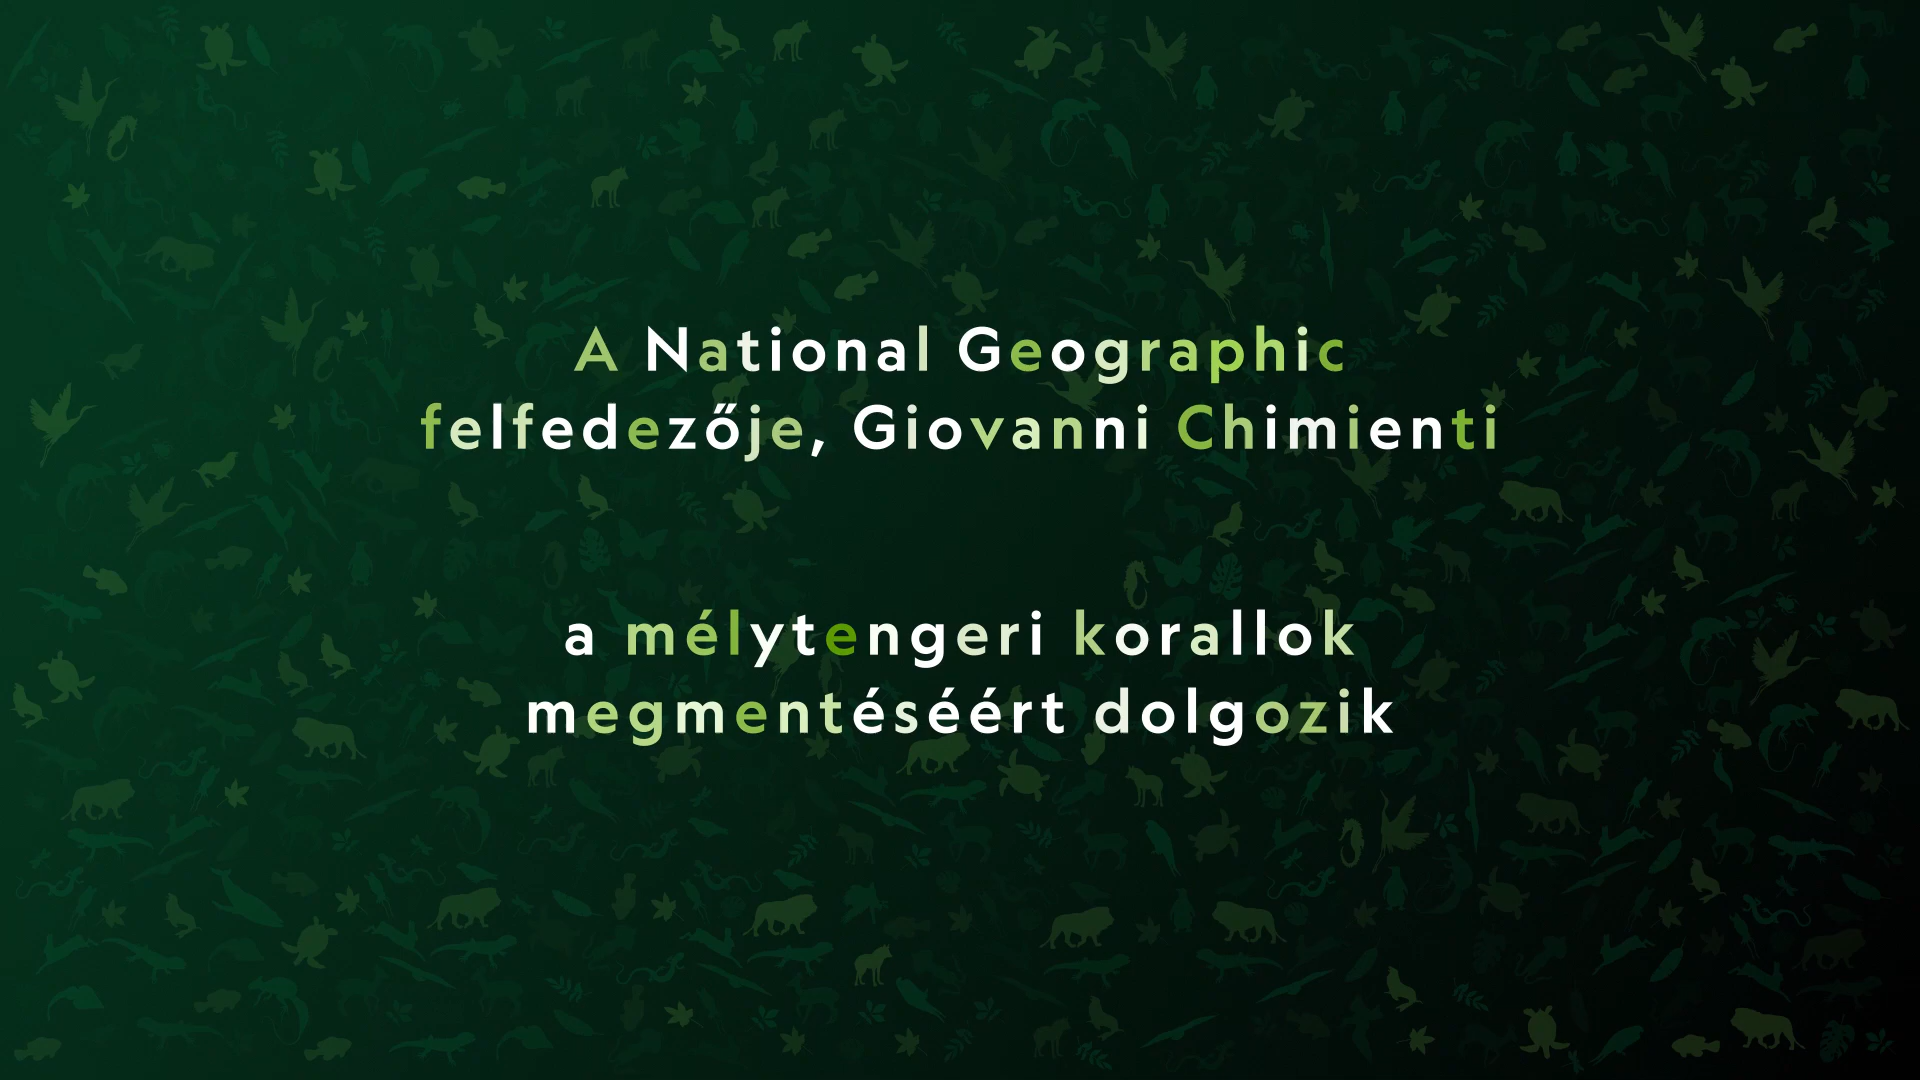 A National Geographic
felfedezője, Giovanni Chimienti
a mélytengeri korallok
megmentéséért dolgozik